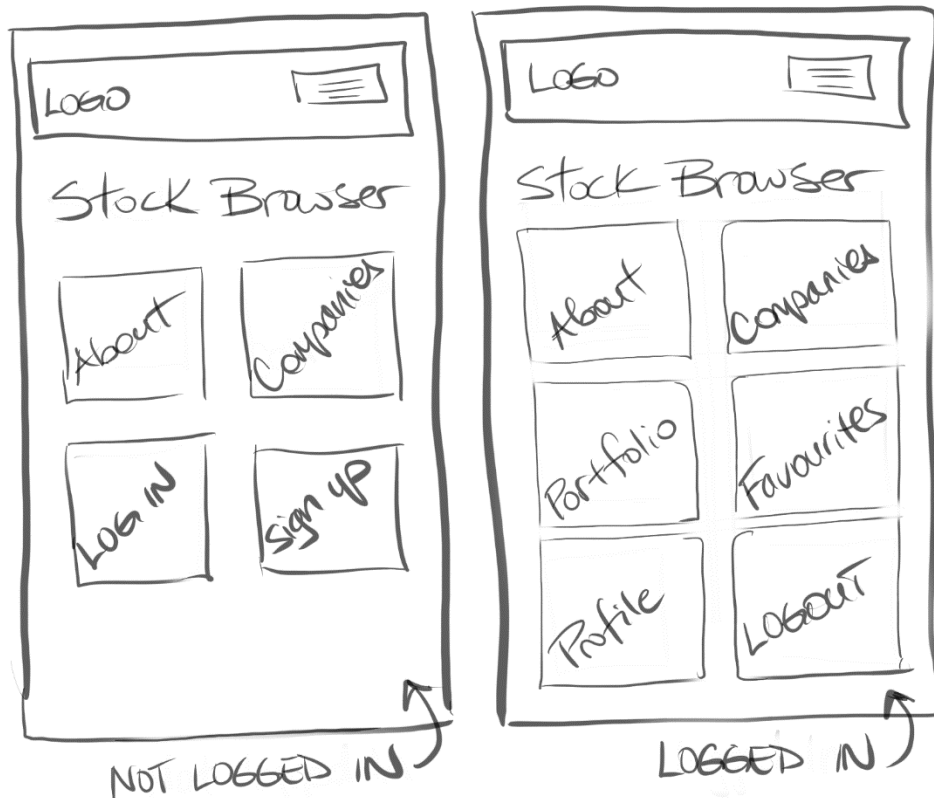 LOGO
Stock Browser
About
Companies
LOG IN
sign up
NOT LOGGED IN
LOGO
Stock Browser
About
Companies
Portfolio
Favourites
Profile
LOGOUT
LOGGED IN